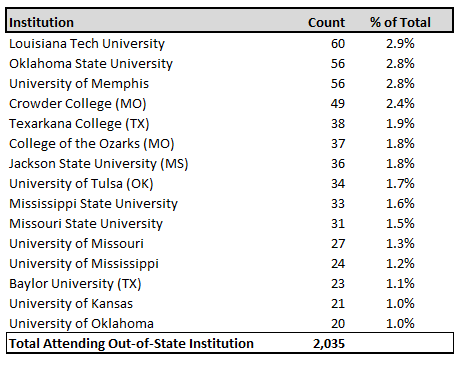 Institution Count % of Total
Louisiana Tech University 60 2.9%
Oklahoma State University 56 2.8%
University of Memphis 56 2.8%
Crowder College (MO) 49 2.4%
Texarkana College (TX) 38 1.9%
College of the Ozarks (MO) 37 1.8%
Jackson State University (MS) 36 1.8%
University of Tulsa (OK) 34 1.7%
Mississippi State University 33 1.6%
Missouri State University 31 1.5%
University of Missouri 27 1.3%
University of Mississippi 24 1.2%
Baylor University (TX) 23 1.1%
University of Kansas 21 1.0%
University of Oklahoma 20 1.0%
Total Attending Out-of-State Institution 2,035